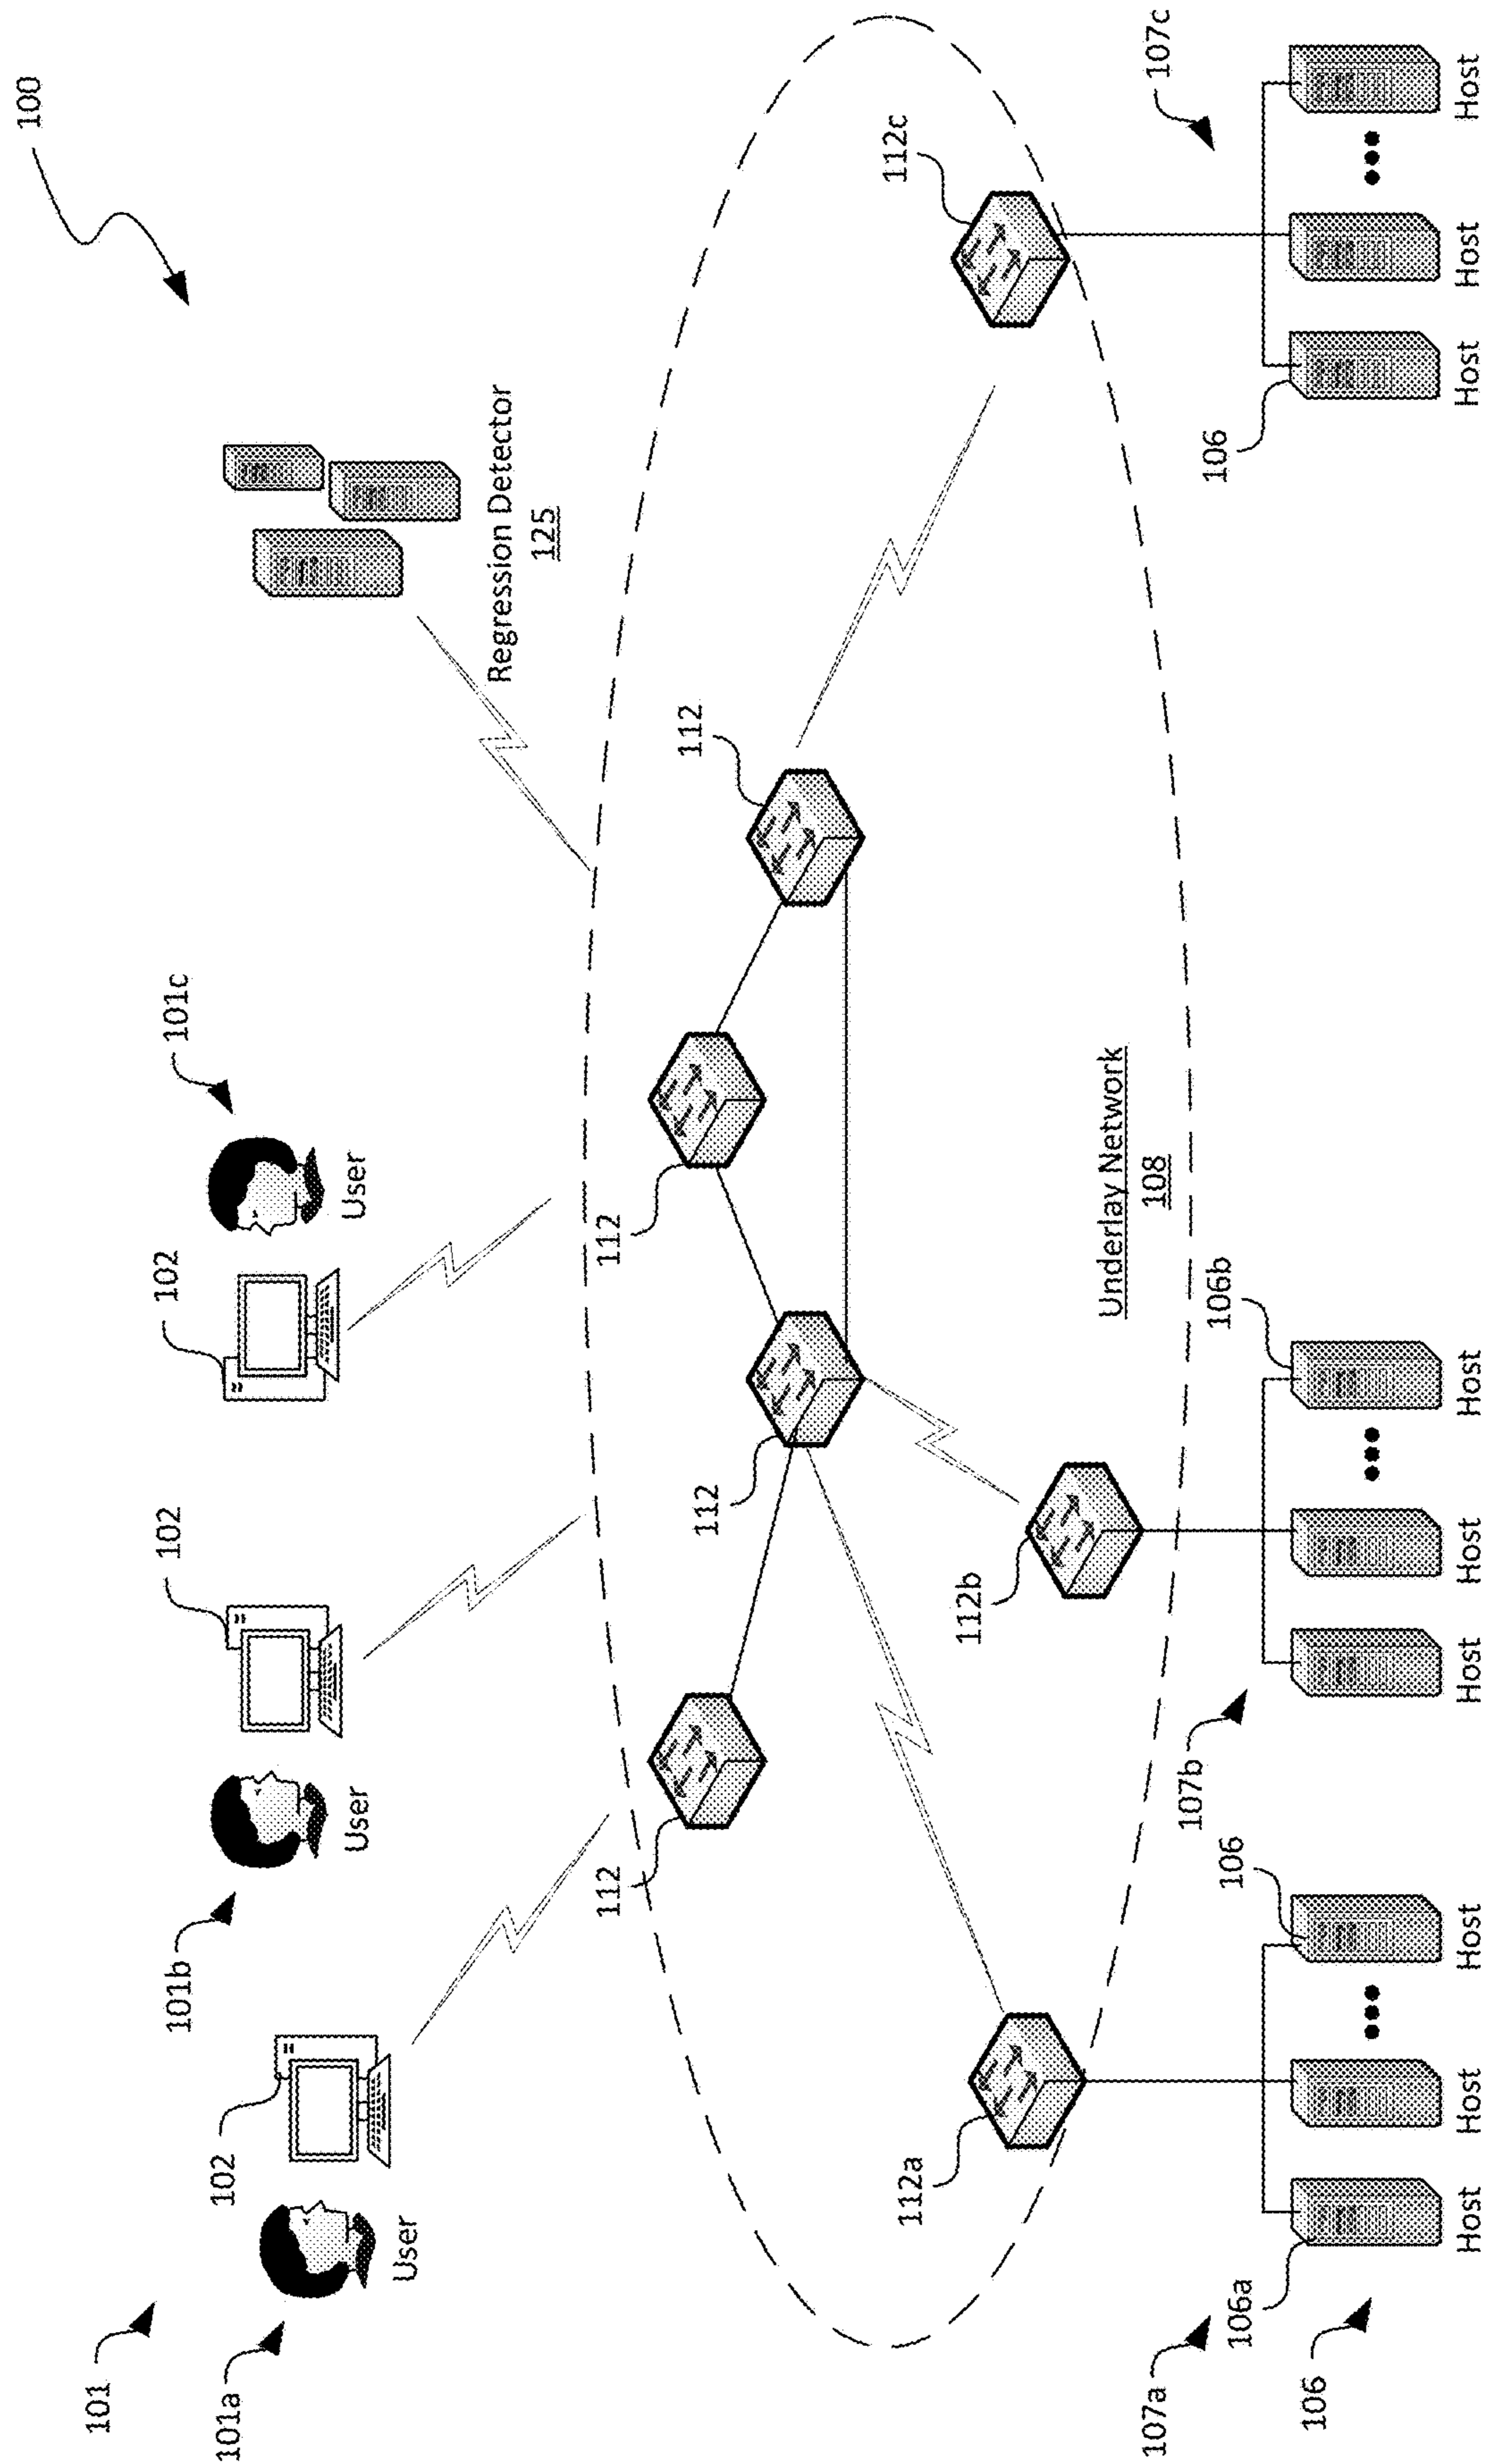 100
101
101a
102
User
101b
102
User
102
101c
User
Regression Detector
125
112
112
112
112
112a
112b
112c
Underlay Network
108
107a
106
106a
106
107b
106b
106
107c
Host
Host
Host
Host
Host
Host
Host
Host
Host